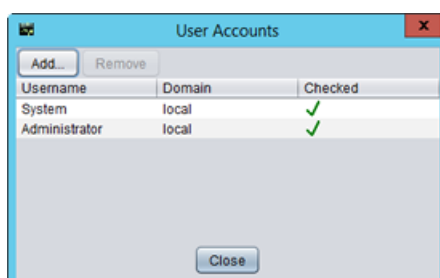 User Accounts
Add... Remove
Username Domain Checked
System local
Administrator local
Close